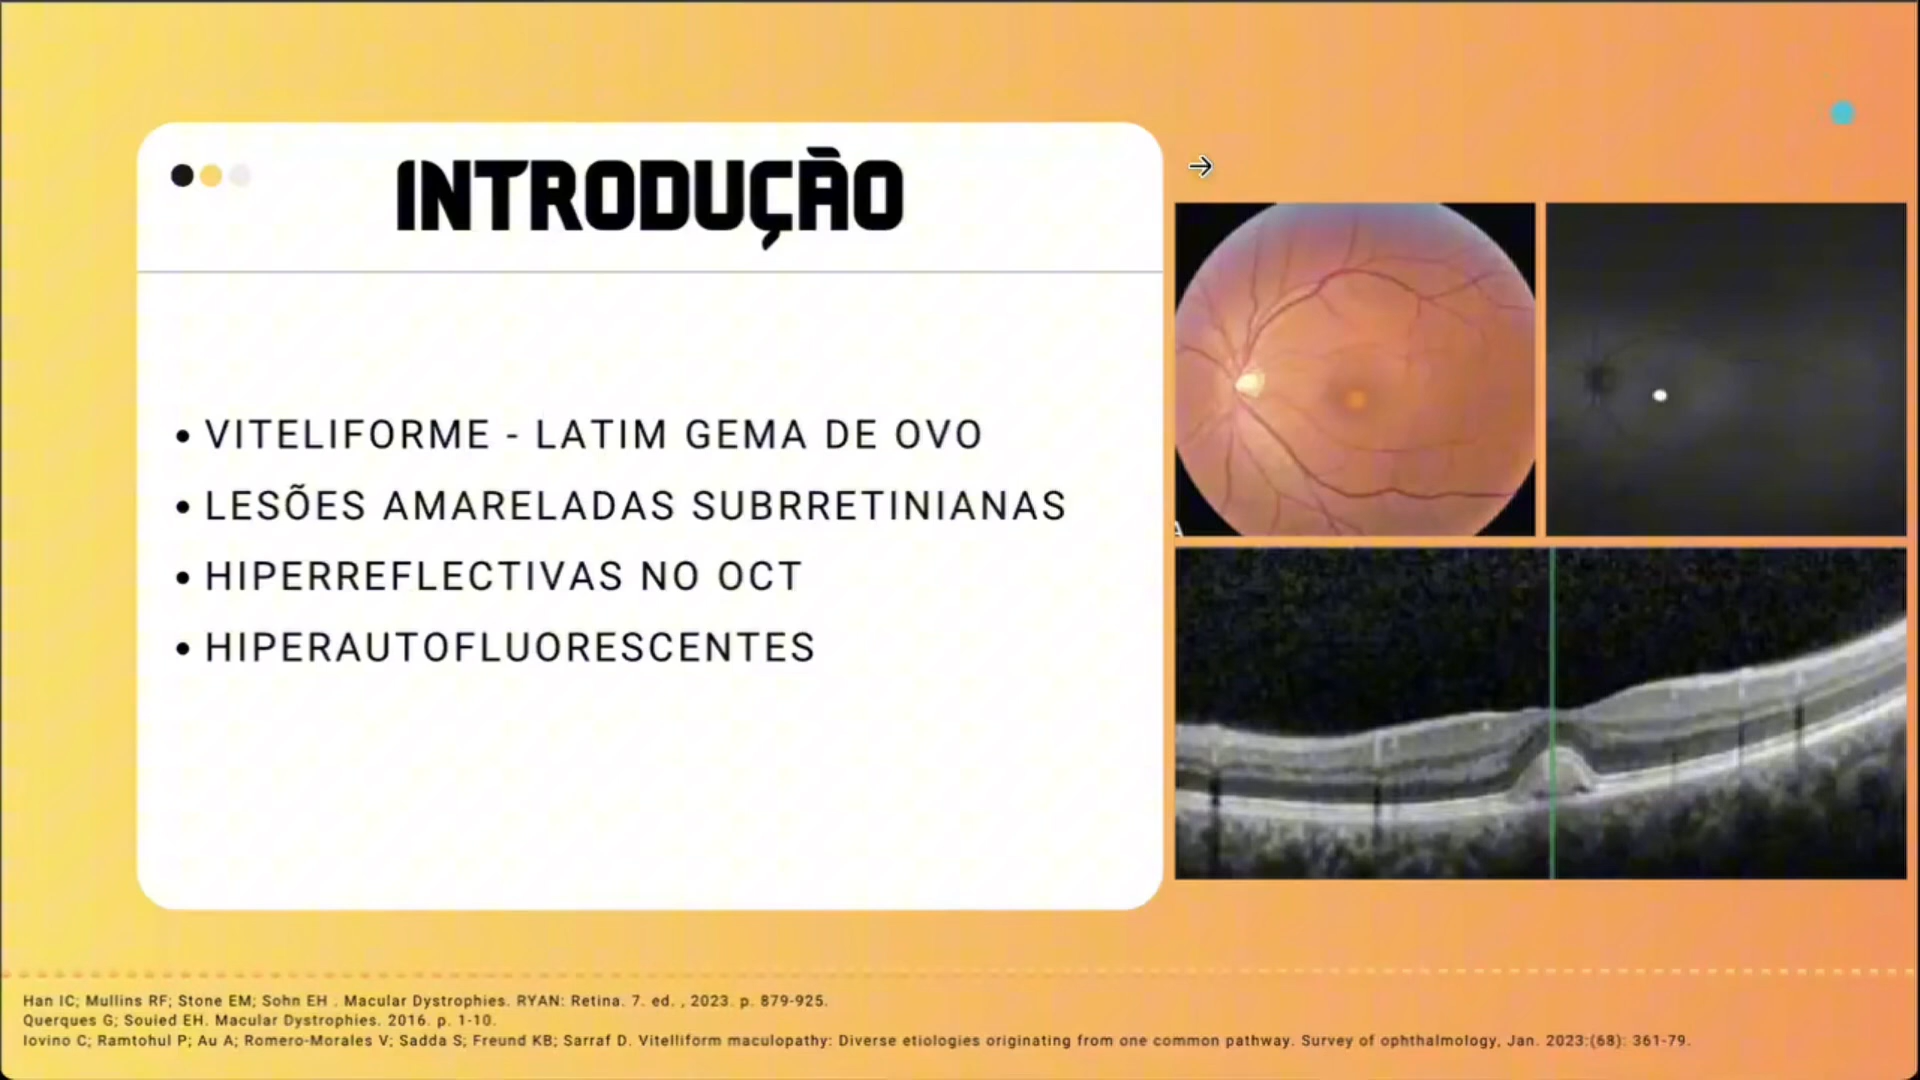 INTRODUÇÃO
• VITELIFORME - LATIM GEMA DE OVO
• LESÕES AMARELADAS SUBRRETINIANAS
• HIPERREFLECTIVAS NO OCT
• HIPERAUTOFLUORESCENTES
A
Han IC; Mullins RF; Stone EM; Sohn EH . Macular Dystrophies. RYAN: Retina. 7. ed. , 2023. p. 879-925.
Querques G; Souied EH. Macular Dystrophies. 2016. p. 1-10.
Iovino C; Ramtohul P; Au A; Romero-Morales V; Sadda S; Freund KB; Sarraf D. Vitelliform maculopathy: Diverse etiologies originating from one common pathway. Survey of ophthalmology, Jan. 2023:(68): 361-79.